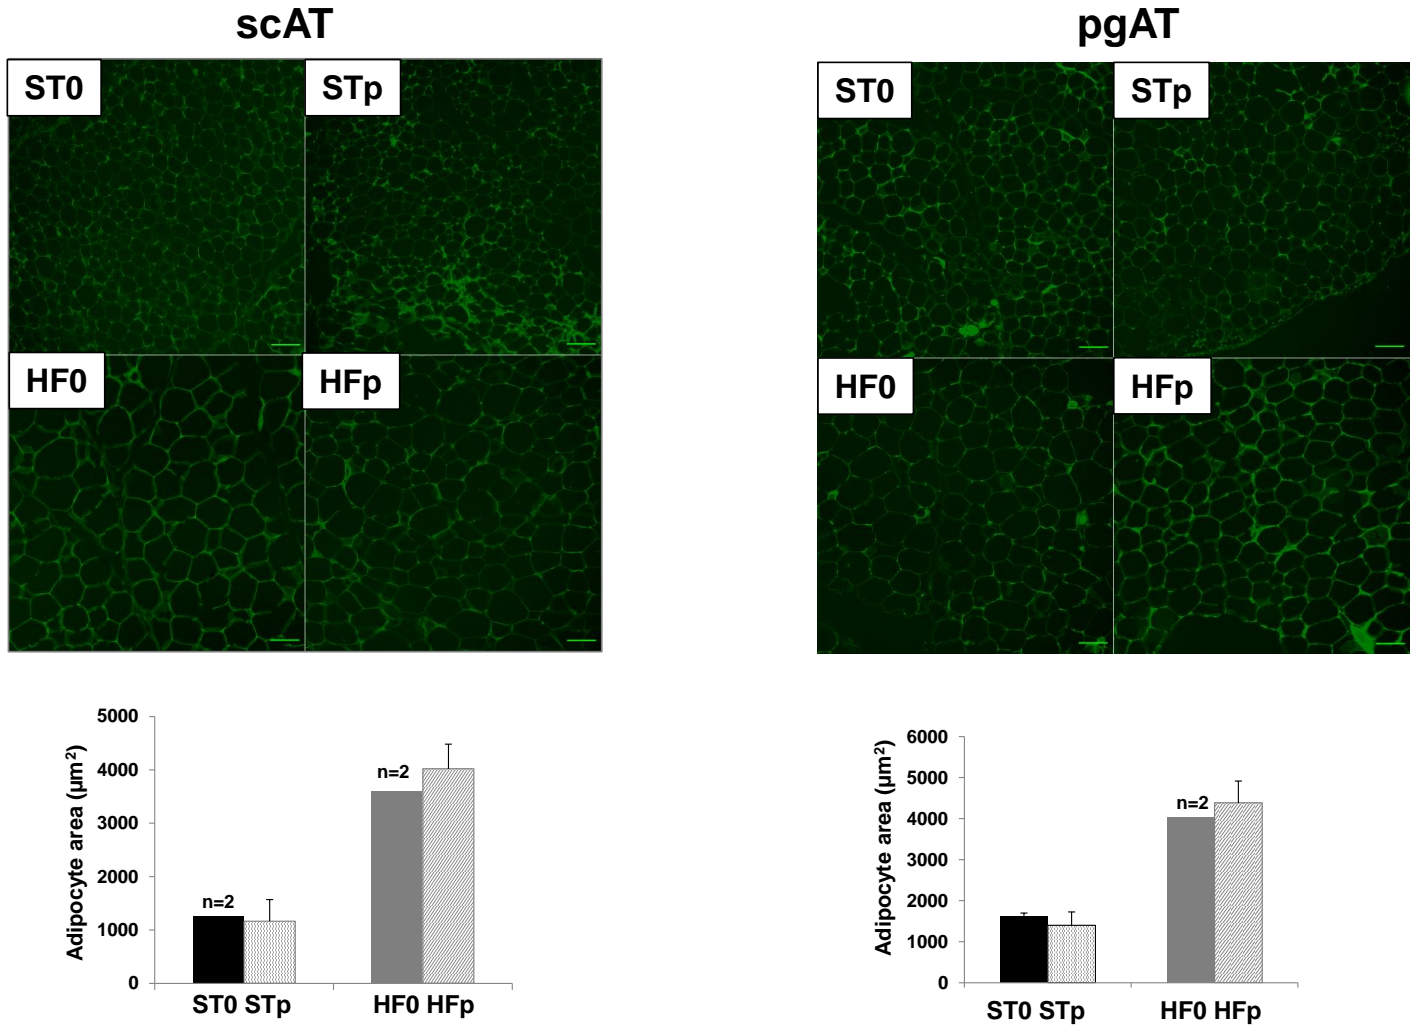 scAT
ST0
STp
HF0
HFp
5000
4000
3000
2000
1000
0
Adipocyte area (µm²)
n=2
n=2
ST0 STp
HF0 HFp
pgAT
ST0
STp
HF0
HFp
6000
5000
4000
3000
2000
1000
0
Adipocyte area (µm²)
n=2
ST0 STp
HF0 HFp